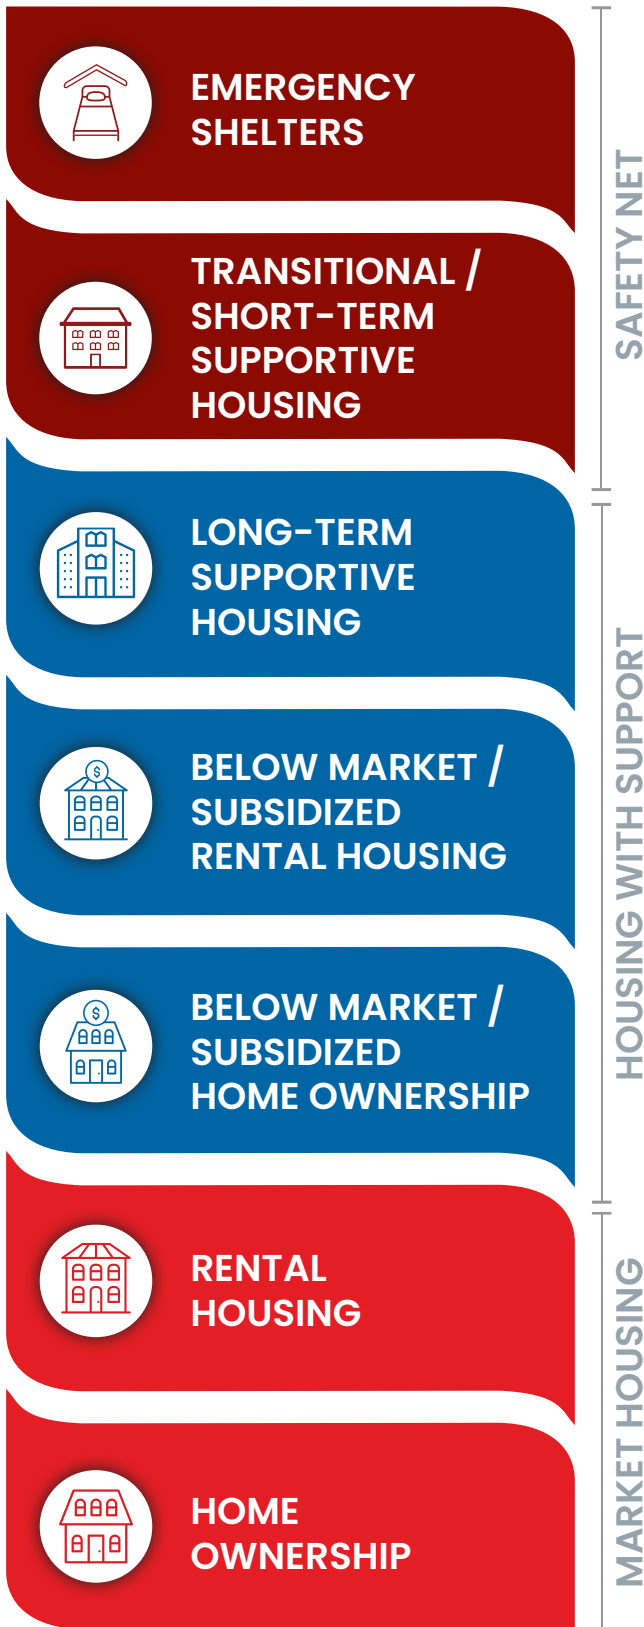 EMERGENCY
SHELTERS
TRANSITIONAL /
SHORT-TERM
SUPPORTIVE
HOUSING
SAFETY NET
LONG-TERM
SUPPORTIVE
HOUSING
$
BELOW MARKET /
SUBSIDIZED
RENTAL HOUSING
$
BELOW MARKET /
SUBSIDIZED
HOME OWNERSHIP
HOUSING WITH SUPPORT
RENTAL
HOUSING
HOME
OWNERSHIP
MARKET HOUSING